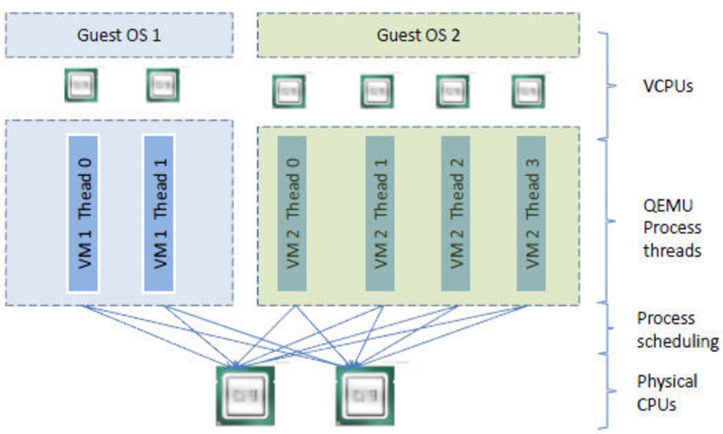 Guest OS 1
Guest OS 2
VCPUs
VM 1 Thead 0
VM 1 Thead 1
VM 2 Thead 0
VM 2 Thead 1
VM 2 Thead 2
VM 2 Thead 3
QEMU
Process
threads
Process
scheduling
Physical
CPUs